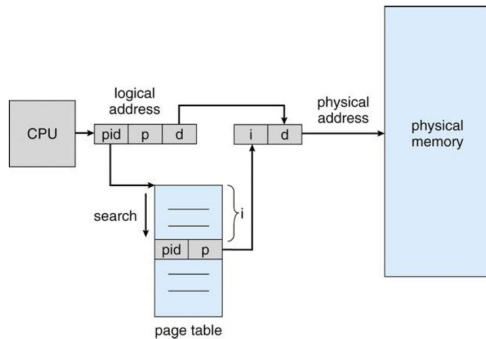 logical
address
physical
address
CPU
pid p d
i d
physical
memory
search
i
pid p
page table